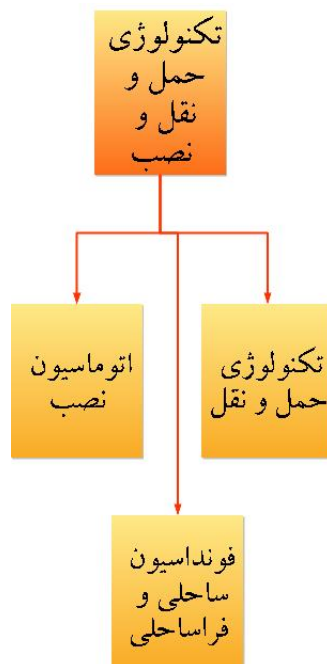 تکنولوژی
حمل و
نقل و
نصب
تکنولوژی
حمل و نقل
اتوماسیون
نصب
فونداسیون
ساحلی و
فراساحلی